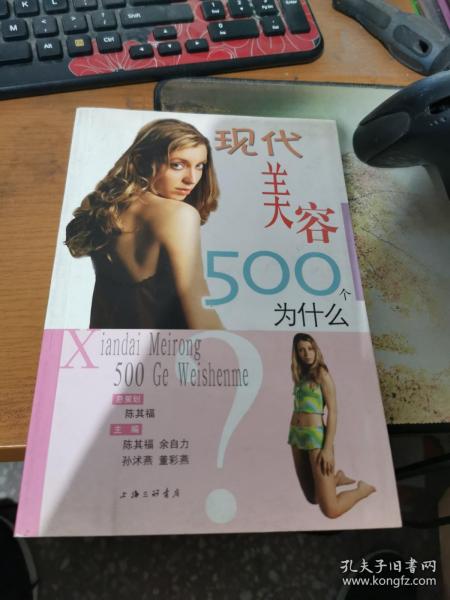 现代
美容
500个
为什么
Xiandai Meirong
500 Ge Weishenme
?
总策划
陈其福
主编
陈其福 余自力
孙沭燕 董彩燕
上海三联书店
孔夫子旧书网
www.kongfz.com